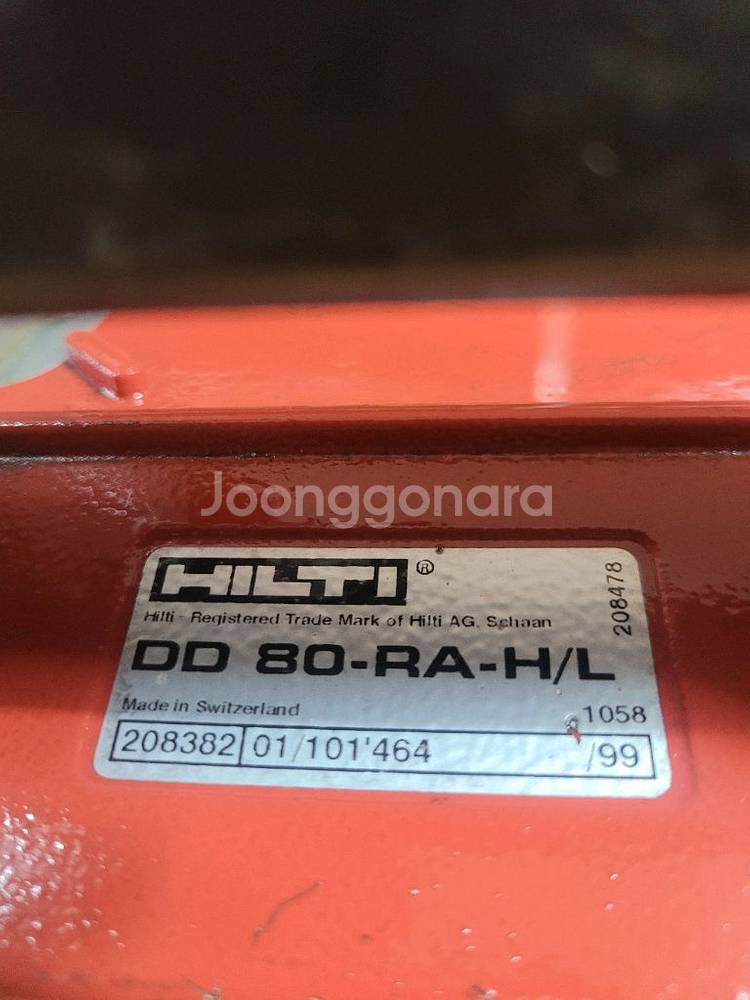 Joonggonara
HILTI®
208478
Hilti - Registered Trade Mark of Hilti AG, Schaan
DD 80-RA-H/L
Made in Switzerland
1058
208382 01/101'464 /99